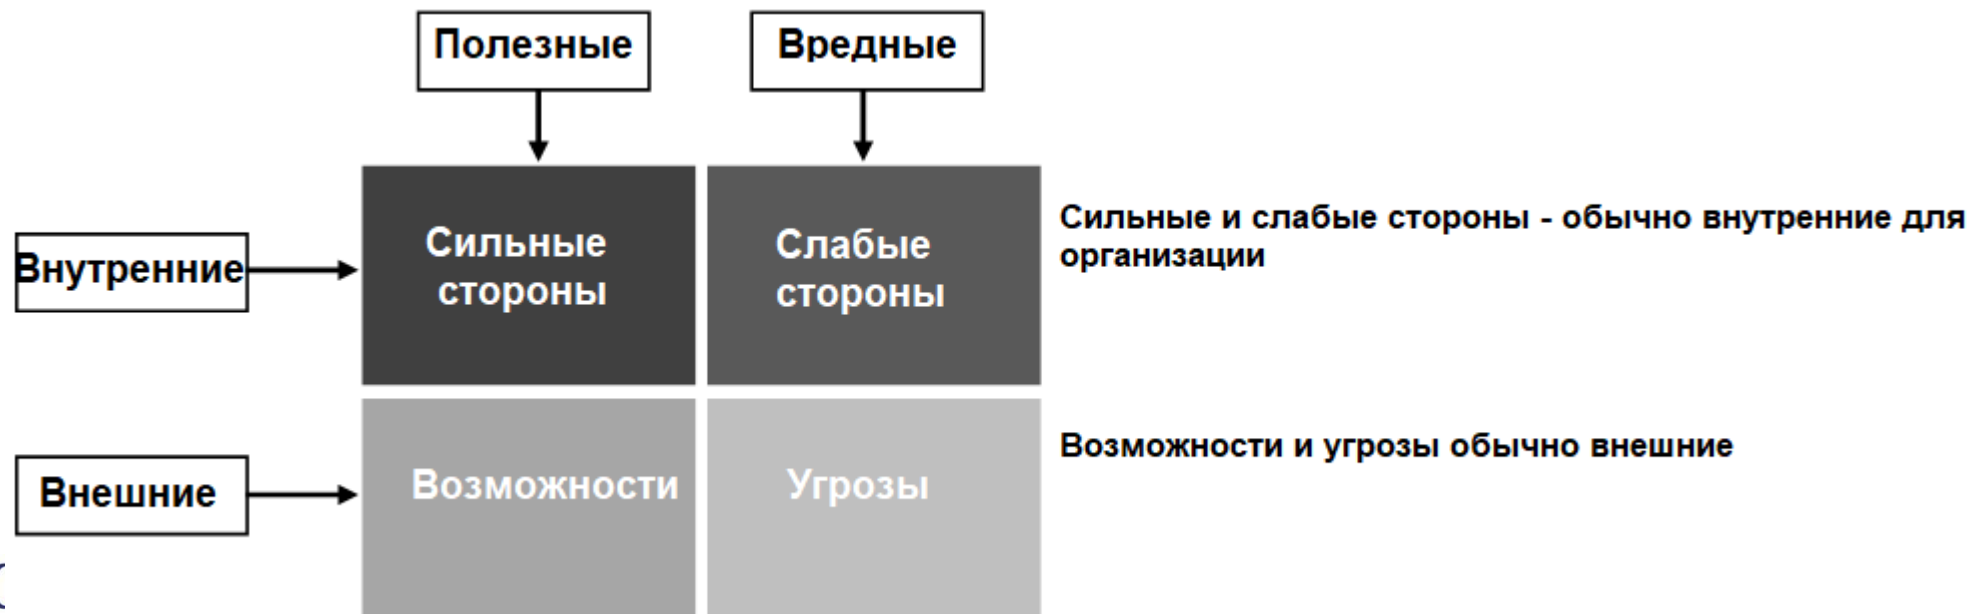 Полезные
Вредные
Внутренние
Сильные
стороны
Слабые
стороны
Сильные и слабые стороны - обычно внутренние для
организации
Внешние
Возможности
Угрозы
Возможности и угрозы обычно внешние